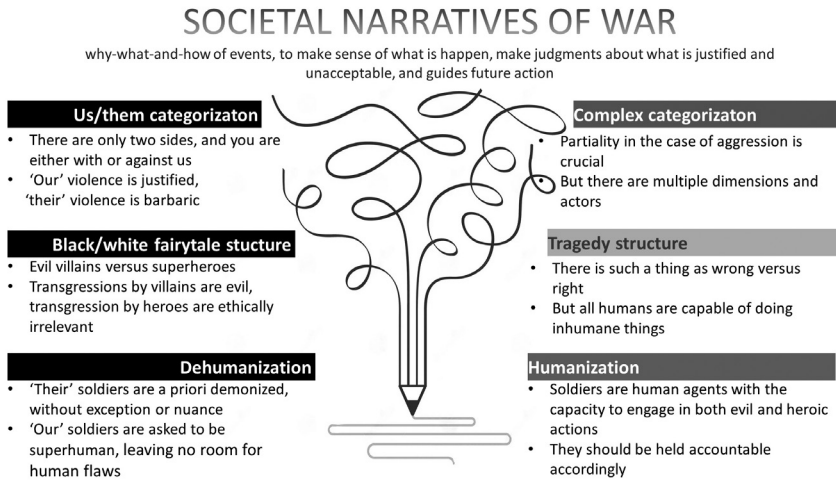 SOCIETAL NARRATIVES OF WAR
why-what-and-how of events, to make sense of what is happen, make judgments about what is justified and
unacceptable, and guides future action
Us/them categorizaton
• There are only two sides, and you are
either with or against us
• ‘Our’ violence is justified,
‘their’ violence is barbaric
Black/white fairytale stucture
• Evil villains versus superheroes
• Transgressions by villains are evil,
transgression by heroes are ethically
irrelevant
Dehumanization
• ‘Their’ soldiers are a priori demonized,
without exception or nuance
• ‘Our’ soldiers are asked to be
superhuman, leaving no room for
human flaws
Complex categorizaton
• Partiality in the case of aggression is
crucial
• But there are multiple dimensions and
actors
Tragedy structure
• There is such a thing as wrong versus
right
• But all humans are capable of doing
inhumane things
Humanization
• Soldiers are human agents with the
capacity to engage in both evil and heroic
actions
• They should be held accountable
accordingly